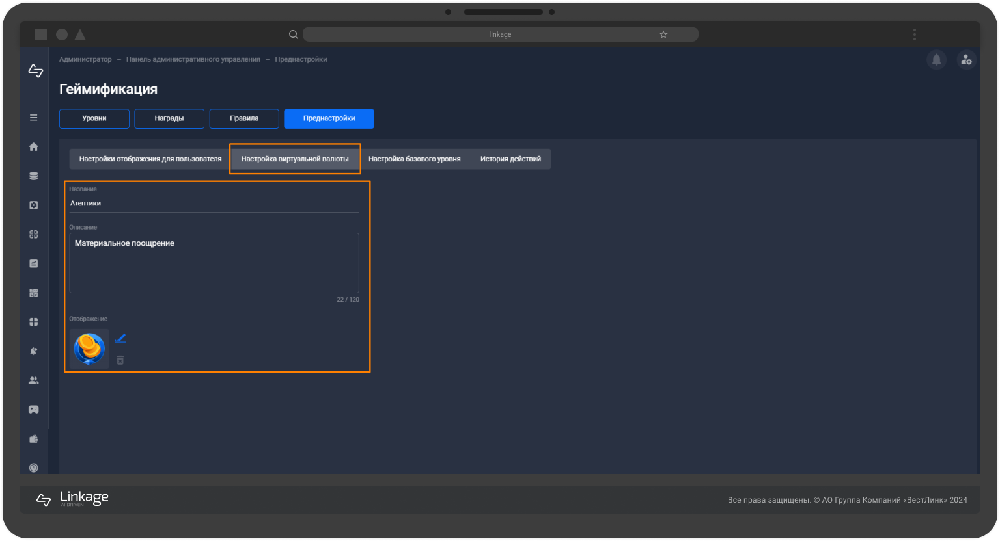 linkage
Администратор – Панель административного управления – Преднастройки
Геймификация
Уровни Награды Правила Преднастройки
Настройки отображения для пользователя Настройка виртуальной валюты Настройка базового уровня История действий
Название
Атентики
Описание
Материальное поощрение
22 / 120
Отображение
Linkage
AI DRIVEN
Все права защищены. © АО Группа Компаний «ВестЛинк» 2024